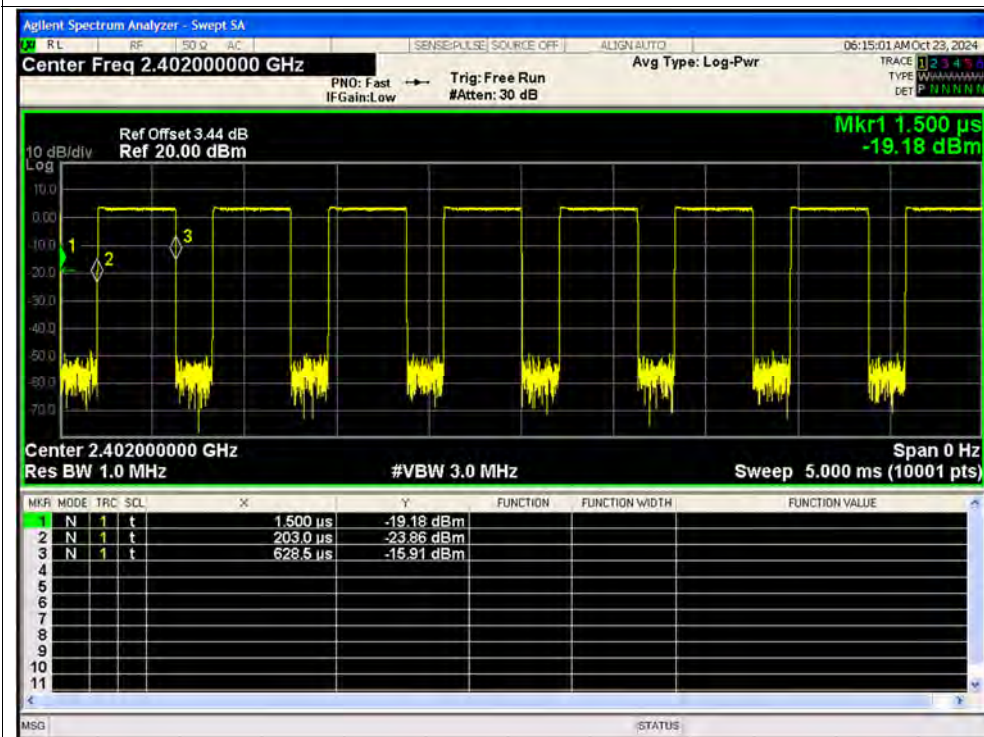 Agilent Spectrum Analyzer - Swept SA
RL RF 50 Ω AC SENSE:PULSE SOURCE OFF ALIGN AUTO 06:15:01 AM Oct 23, 2024
Center Freq 2.402000000 GHz
PNO: Fast
IFGain:Low
Trig: Free Run
#Atten: 30 dB
Avg Type: Log-Pwr
TRACE 1 2 3 4 5 6
TYPE
DET P N N N N N
Mkr1 1.500 µs
-19.18 dBm
Ref Offset 3.44 dB
10 dB/div Ref 20.00 dBm
Log
10.0
0.00
-10.0
-20.0
-30.0
-40.0
-50.0
-60.0
-70.0
1
2
3
Center 2.402000000 GHz Span 0 Hz
Res BW 1.0 MHz #VBW 3.0 MHz Sweep 5.000 ms (10001 pts)
MKR MODE TRC SCL X Y FUNCTION FUNCTION WIDTH FUNCTION VALUE
1 N 1 t 1.500 µs -19.18 dBm
2 N 1 t 203.0 µs -23.86 dBm
3 N 1 t 628.5 µs -15.91 dBm
4
5
6
7
8
9
10
11
MSG STATUS